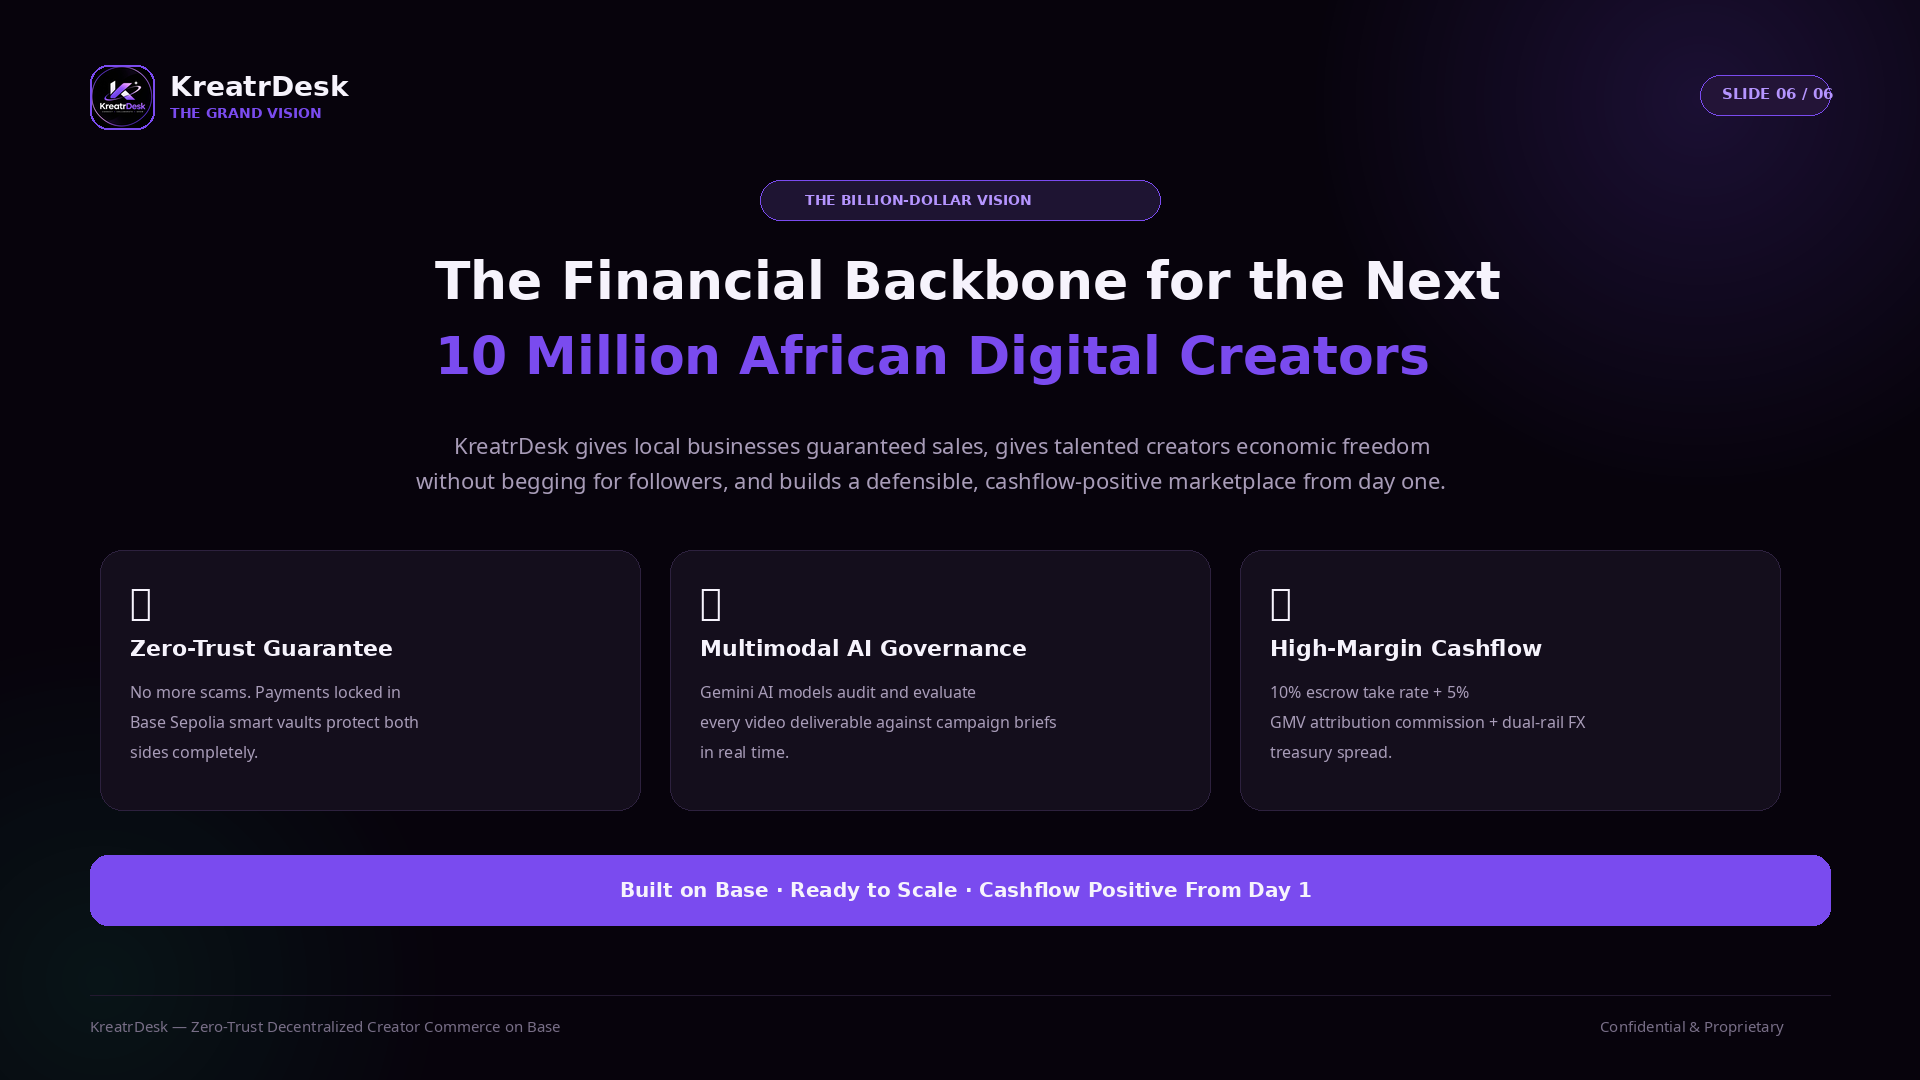 KreatrDesk
KreatrDesk
THE GRAND VISION
SLIDE 06 / 06
THE BILLION-DOLLAR VISION
The Financial Backbone for the Next
10 Million African Digital Creators
KreatrDesk gives local businesses guaranteed sales, gives talented creators economic freedom
without begging for followers, and builds a defensible, cashflow-positive marketplace from day one.
Zero-Trust Guarantee
No more scams. Payments locked in
Base Sepolia smart vaults protect both
sides completely.
Multimodal AI Governance
Gemini AI models audit and evaluate
every video deliverable against campaign briefs
in real time.
High-Margin Cashflow
10% escrow take rate + 5%
GMV attribution commission + dual-rail FX
treasury spread.
Built on Base · Ready to Scale · Cashflow Positive From Day 1
KreatrDesk — Zero-Trust Decentralized Creator Commerce on Base
Confidential & Proprietary